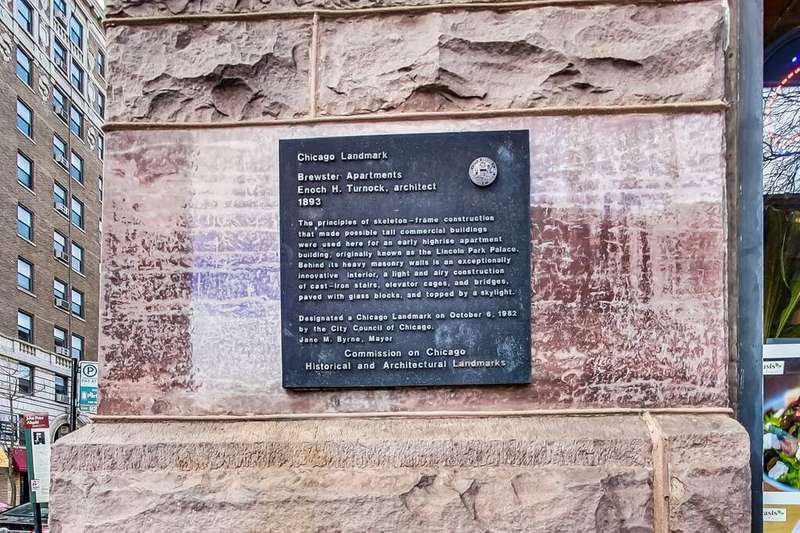 Chicago Landmark
Brewster Apartments
Enoch H. Turnock, architect
1893
The principles of skeleton-frame construction
that made possible tall commercial buildings
were used here for an early highrise apartment
building, originally known as the Lincoln Park Palace.
Behind its heavy masonry walls is an exceptionally
innovative interior, a light and airy construction
of cast-iron stairs, elevator cages, and bridges,
paved with glass blocks, and topped by a skylight.
Designated a Chicago Landmark on October 6, 1982
by the City Council of Chicago.
Jane M. Byrne, Mayor
Commission on Chicago
Historical and Architectural Landmarks
P